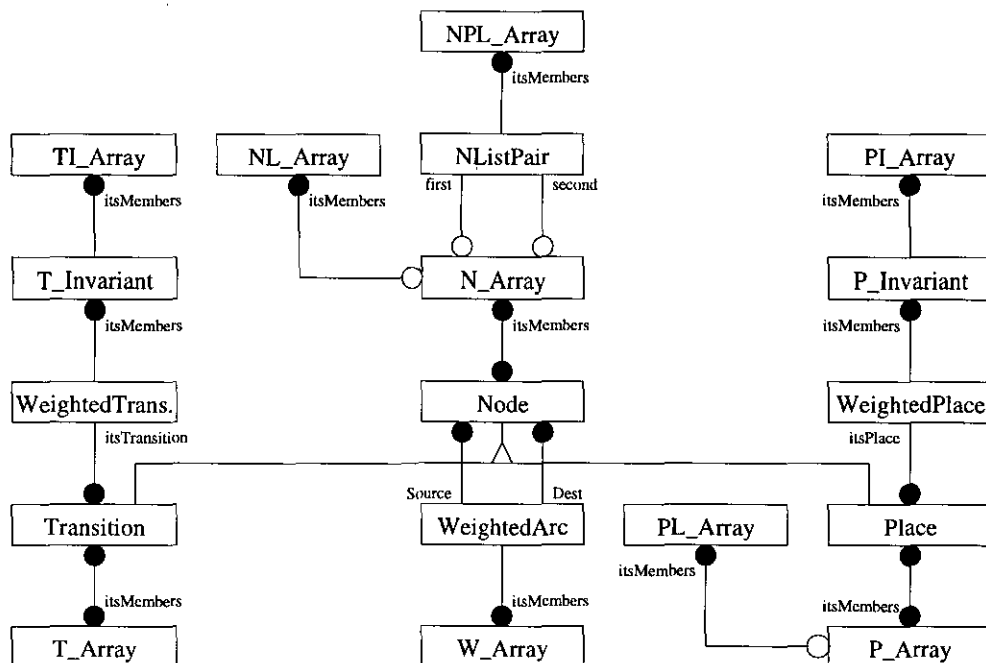 NPL_Array
itsMembers
TI_Array
NL_Array
NListPair
PI_Array
first
second
itsMembers
itsMembers
itsMembers
T_Invariant
N_Array
P_Invariant
itsMembers
itsMembers
itsMembers
WeightedTrans.
Node
WeightedPlace
itsTransition
itsPlace
Source
Dest
Transition
WeightedArc
PL_Array
Place
itsMembers
itsMembers
itsMembers
itsMembers
T_Array
W_Array
P_Array